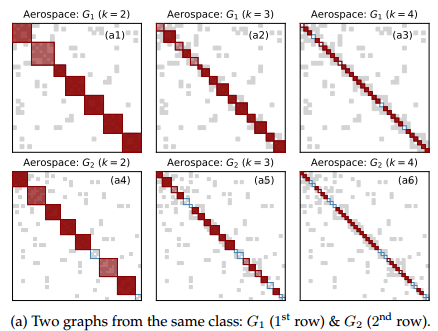 Aerospace: G₁ (k=2) Aerospace: G₁ (k=3) Aerospace: G₁ (k=4)
(a1) (a2) (a3)
Aerospace: G₂ (k=2) Aerospace: G₂ (k=3) Aerospace: G₂ (k=4)
(a4) (a5) (a6)
(a) Two graphs from the same class: G₁ (1ˢᵗ row) & G₂ (2ⁿᵈ row).